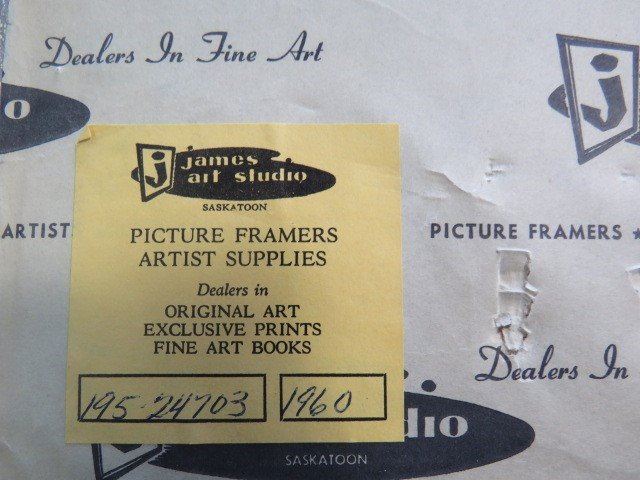 Dealers In Fine Art
j
io
james
art studio
SASKATOON
PICTURE FRAMERS
ARTIST SUPPLIES
Dealers in
ORIGINAL ART
EXCLUSIVE PRINTS
FINE ART BOOKS
195-24703 1960
ARTIST
PICTURE FRAMERS ★
Dealers In
dio
SASKATOON
j